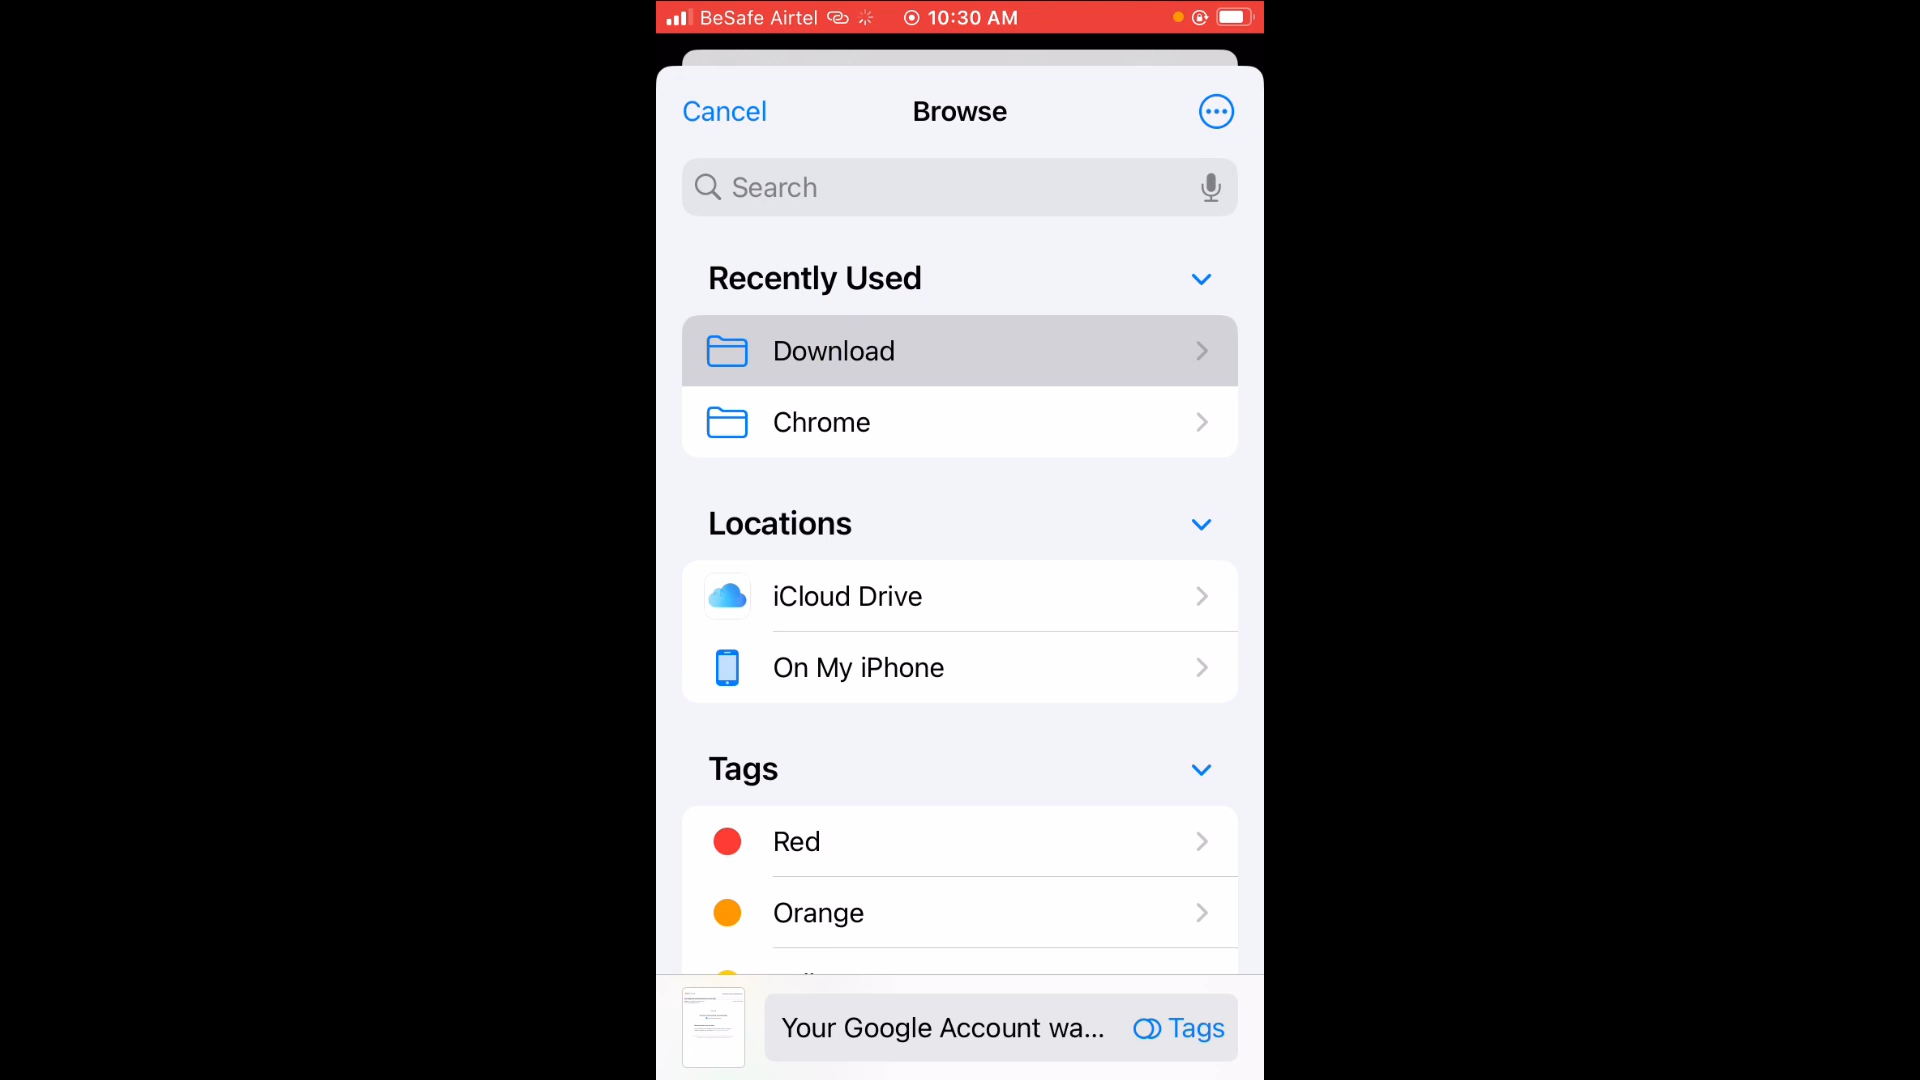 BeSafe Airtel 10:30 AM
Cancel Browse
Search
Recently Used
Download
Chrome
Locations
iCloud Drive
On My iPhone
Tags
Red
Orange
Your Google Account wa... Tags